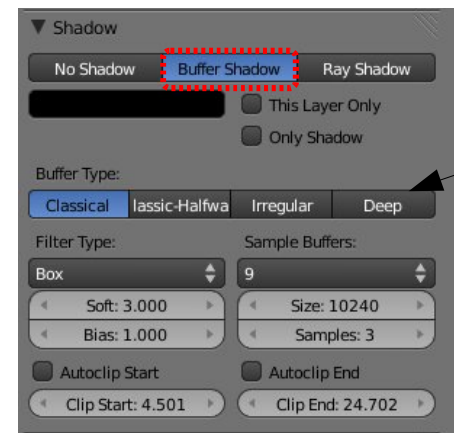 Shadow
No Shadow Buffer Shadow Ray Shadow
This Layer Only
Only Shadow
Buffer Type:
Classical lassic-Halfwa Irregular Deep
Filter Type: Sample Buffers:
Box 9
Soft: 3.000 Size: 10240
Bias: 1.000 Samples: 3
Autoclip Start Autoclip End
Clip Start: 4.501 Clip End: 24.702